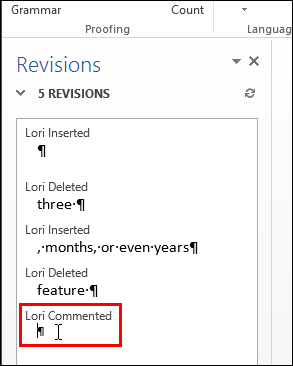 Grammar Count
Proofing Languag
Revisions
5 REVISIONS
Lori Inserted
¶
Lori Deleted
three·¶
Lori Inserted
,·months,·or·even·years¶
Lori Deleted
feature·¶
Lori Commented
¶